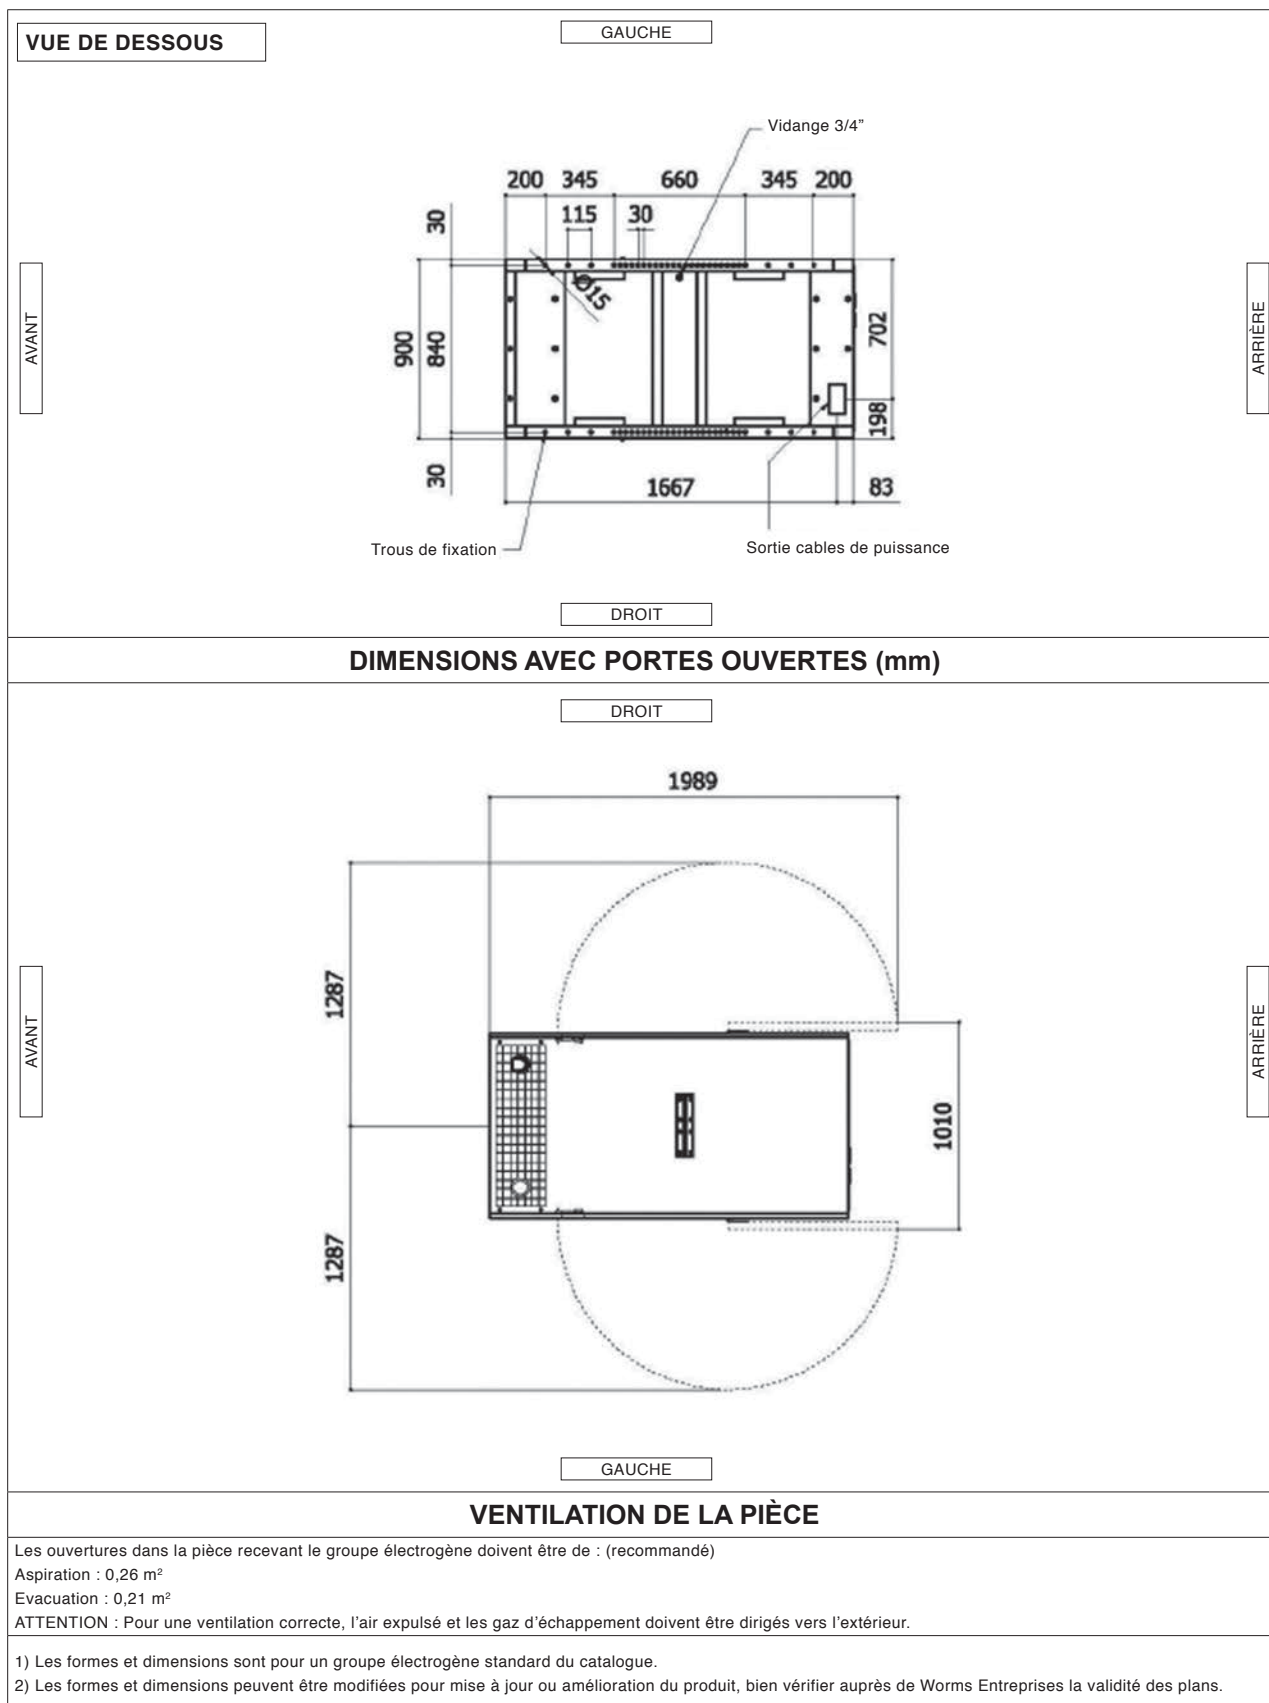 VUE DE DESSOUS
GAUCHE
Vidange 3/4”
200 345 660 345 200
30 115 30
Ø15
AVANT
900 840 702
ARRIÈRE
198
30
1667 83
Trous de fixation
Sortie cables de puissance
DROIT
DIMENSIONS AVEC PORTES OUVERTES (mm)
DROIT
1989
1287
AVANT
ARRIÈRE
1010
1287
GAUCHE
VENTILATION DE LA PIÈCE
Les ouvertures dans la pièce recevant le groupe électrogène doivent être de : (recommandé)
Aspiration : 0,26 m²
Evacuation : 0,21 m²
ATTENTION : Pour une ventilation correcte, l’air expulsé et les gaz d’échappement doivent être dirigés vers l’extérieur.
1) Les formes et dimensions sont pour un groupe électrogène standard du catalogue.
2) Les formes et dimensions peuvent être modifiées pour mise à jour ou amélioration du produit, bien vérifier auprès de Worms Entreprises la validité des plans.